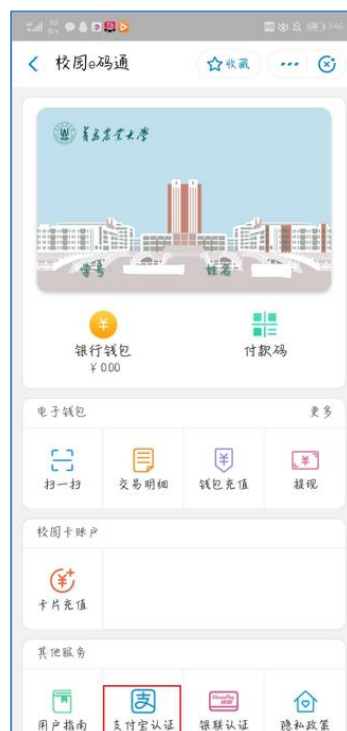 5:46
校园e码通
收藏
青岛农业大学
学号 姓名
银行钱包 付款码
¥ 0.00
电子钱包 更多
扫一扫 交易明细 钱包充值 提现
校园卡账户
卡片充值
其他服务
用户指南 支付宝认证 银联认证 隐私政策